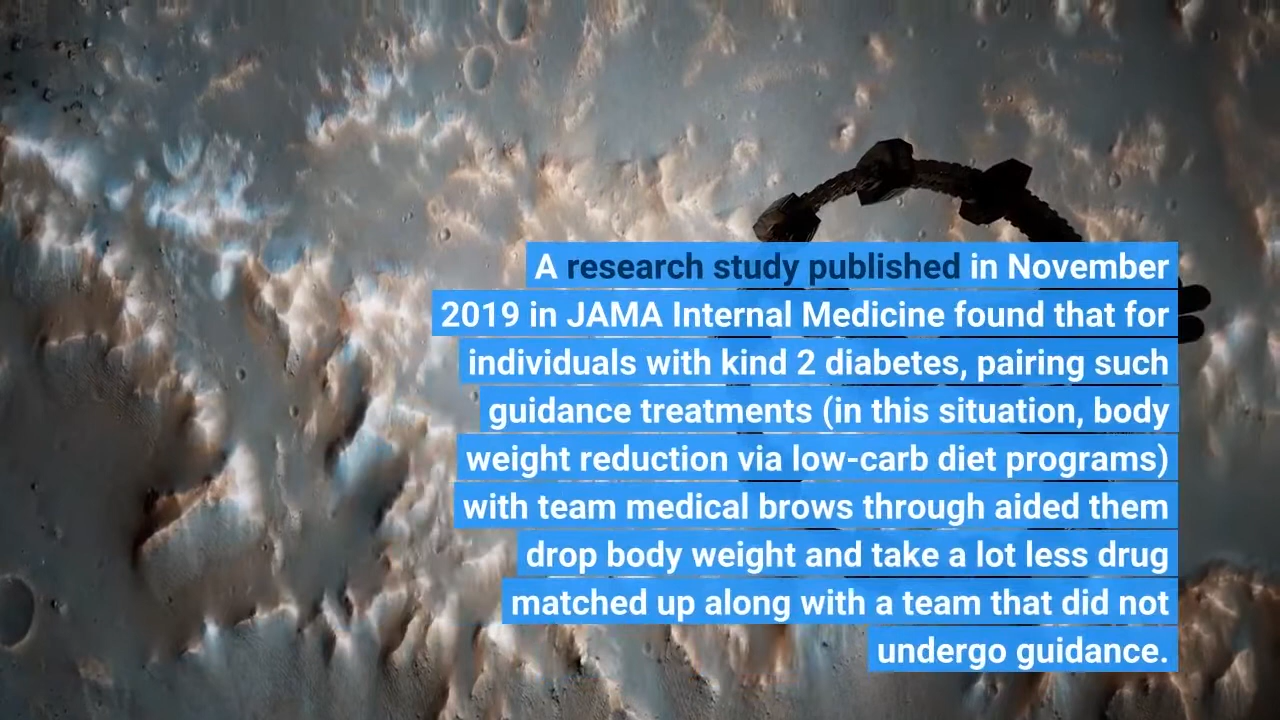 A research study published in November
2019 in JAMA Internal Medicine found that for
individuals with kind 2 diabetes, pairing such
guidance treatments (in this situation, body
weight reduction via low-carb diet programs)
with team medical brows through aided them
drop body weight and take a lot less drug
matched up along with a team that did not
undergo guidance.